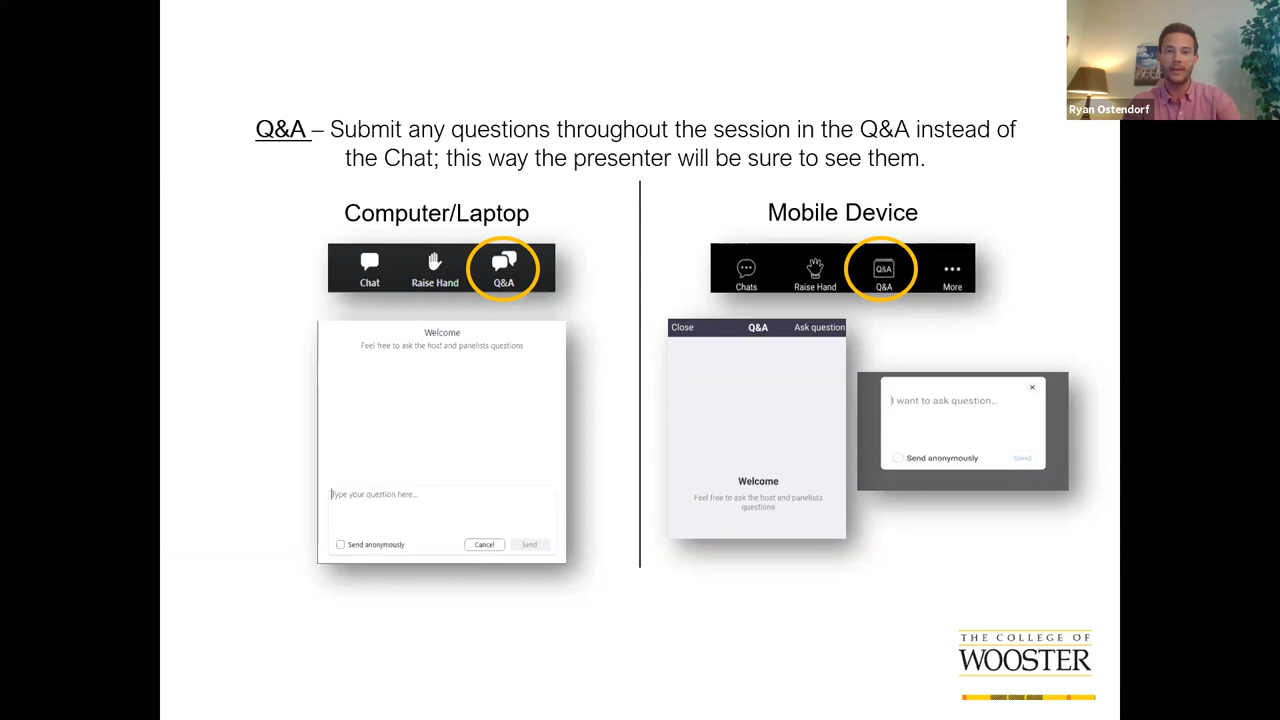 Ryan Ostendorf
Q&A – Submit any questions throughout the session in the Q&A instead of
the Chat; this way the presenter will be sure to see them.
Computer/Laptop
Chat
Raise Hand
Q&A
Welcome
Feel free to ask the host and panelists questions
Type your question here...
Send anonymously
Cancel
Send
Mobile Device
Chats
Raise Hand
Q&A
Q&A
More
Close
Q&A
Ask question
Welcome
Feel free to ask the host and panelists
questions
I want to ask question...
Send anonymously
Send
THE COLLEGE OF
WOOSTER